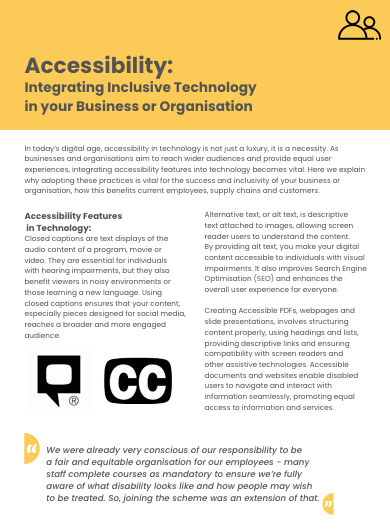 Accessibility:
Integrating Inclusive Technology
in your Business or Organisation
In today's digital age, accessibility in technology is not just a luxury, it is a necessity. As
businesses and organisations aim to reach wider audiences and provide equal user
experiences, integrating accessibility features into technology becomes vital. Here we explain
why adopting these practices is vital for the success and inclusivity of your business or
organisation, how this benefits current employees, supply chains and customers.
Accessibility Features
in Technology:
Closed captions are text displays of the
audio content of a program, movie or
video. They are essential for individuals
with hearing impairments, but they also
benefit viewers in noisy environments or
those learning a new language. Using
closed captions ensures that your content,
especially pieces designed for social media,
reaches a broader and more engaged
audience.
®
CC
Alternative text, or alt text, is descriptive
text attached to images, allowing screen
reader users to understand the content.
By providing alt text, you make your digital
content accessible to individuals with visual
impairments. It also improves Search Engine
Optimisation (SEO) and enhances the
overall user experience for everyone.
Creating Accessible PDFs, webpages and
slide presentations, involves structuring
content properly, using headings and lists,
providing descriptive links and ensuring
compatibility with screen readers and
other assistive technologies. Accessible
documents and websites enable disabled
users to navigate and interact with
information seamlessly, promoting equal
access to information and services.
“
We were already very conscious of our responsibility to be
a fair and equitable organisation for our employees - many
staff complete courses as mandatory to ensure we're fully
aware of what disability looks like and how people may wish
to be treated. So, joining the scheme was an extension of that.
”